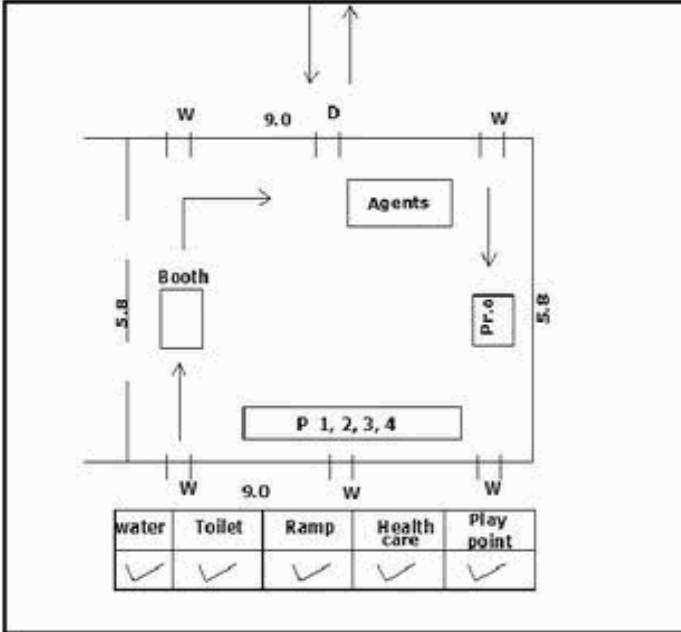 W
9.0
D
W
Agents
Booth
5.8
Pr.o
5.8
P 1, 2, 3, 4
W
9.0
W
W
water Toilet Ramp Health care Play point